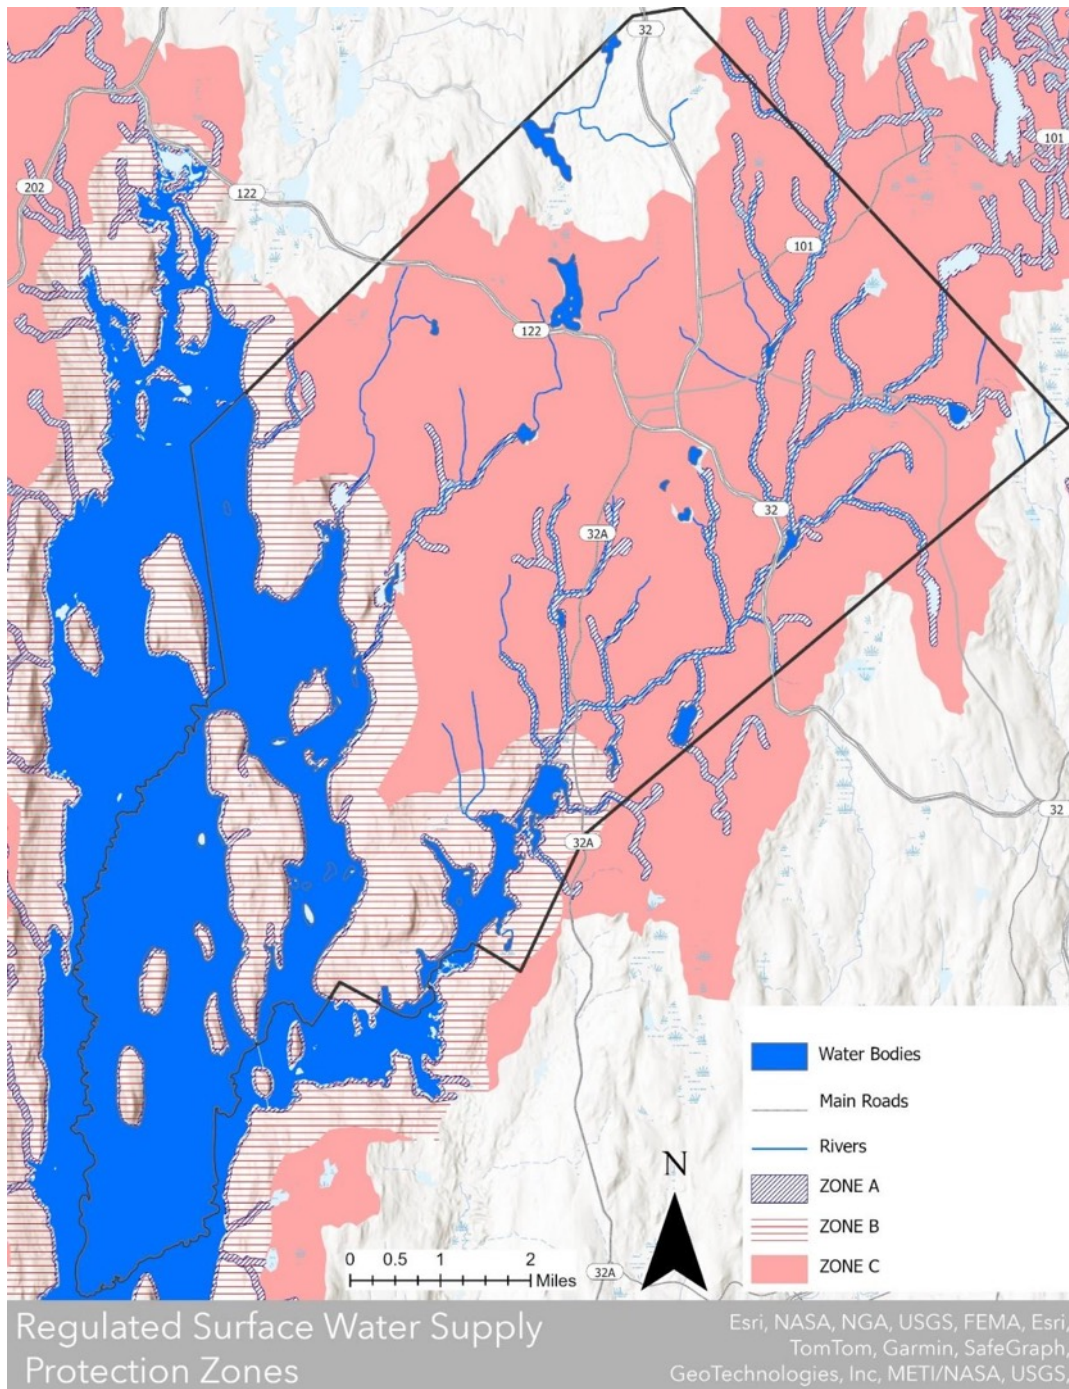 32
101
202
122
101
122
32A
32
32
32A
Water Bodies
Main Roads
Rivers
N
ZONE A
ZONE B
0 0.5 1 2
Miles
ZONE C
32A
Regulated Surface Water Supply
Protection Zones
Esri, NASA, NGA, USGS, FEMA, Esri,
TomTom, Garmin, SafeGraph,
GeoTechnologies, Inc, METI/NASA, USGS,